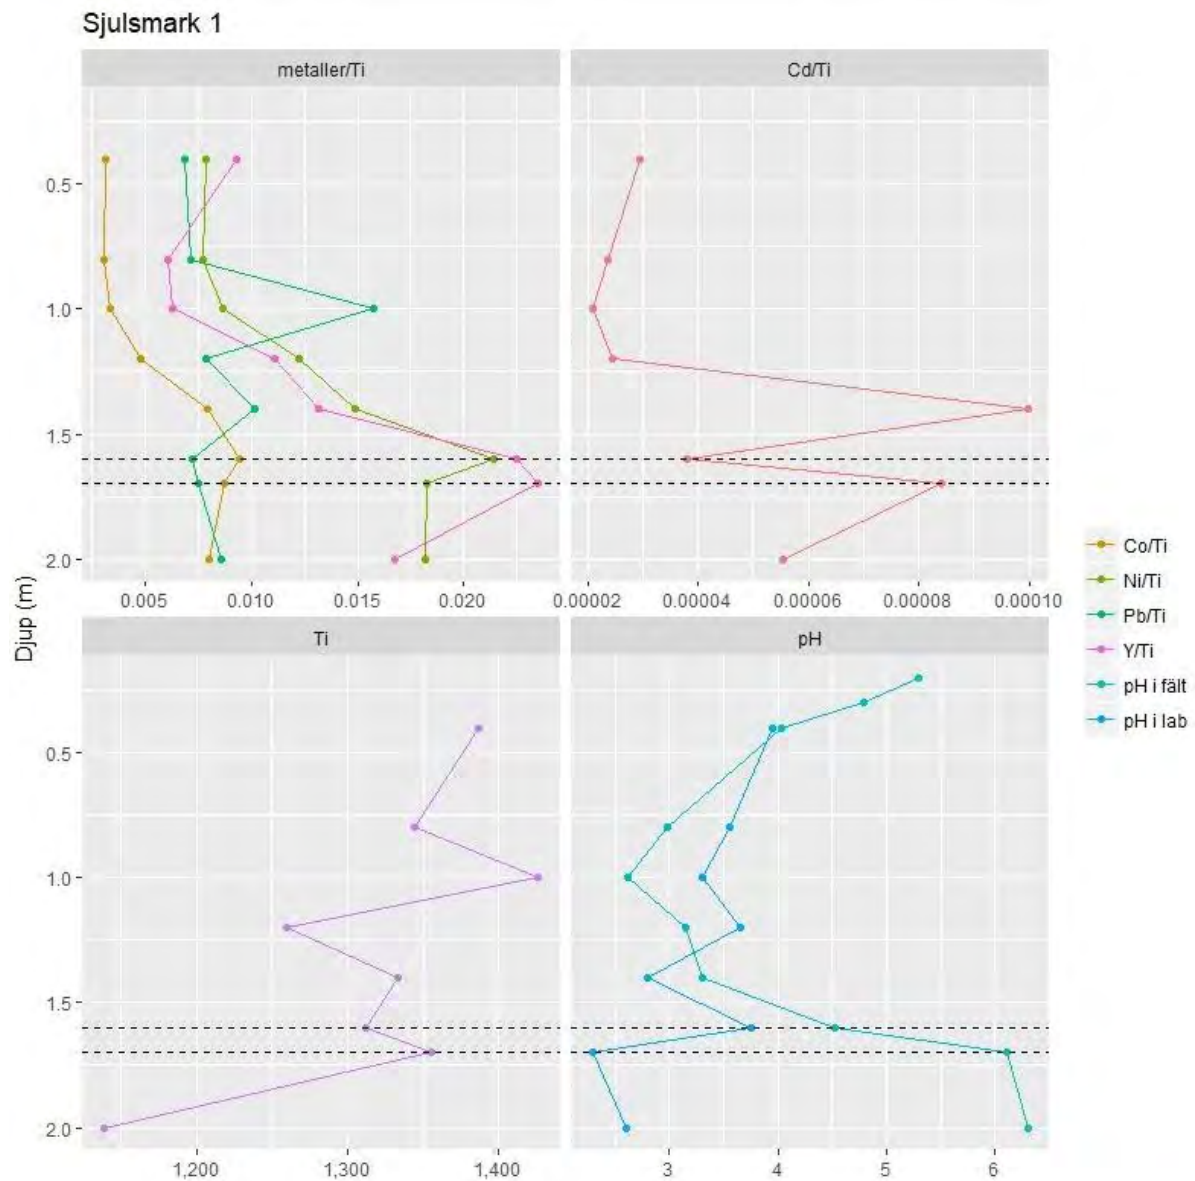 Sjulsmark 1
metaller/Ti
Cd/Ti
0.5
1.0
1.5
2.0
0.005 0.010 0.015 0.020
0.00002 0.00004 0.00006 0.00008 0.00010
Djup (m)
Ti
pH
0.5
1.0
1.5
2.0
1,200 1,300 1,400
3 4 5 6
Co/Ti
Ni/Ti
Pb/Ti
Y/Ti
pH i fält
pH i lab